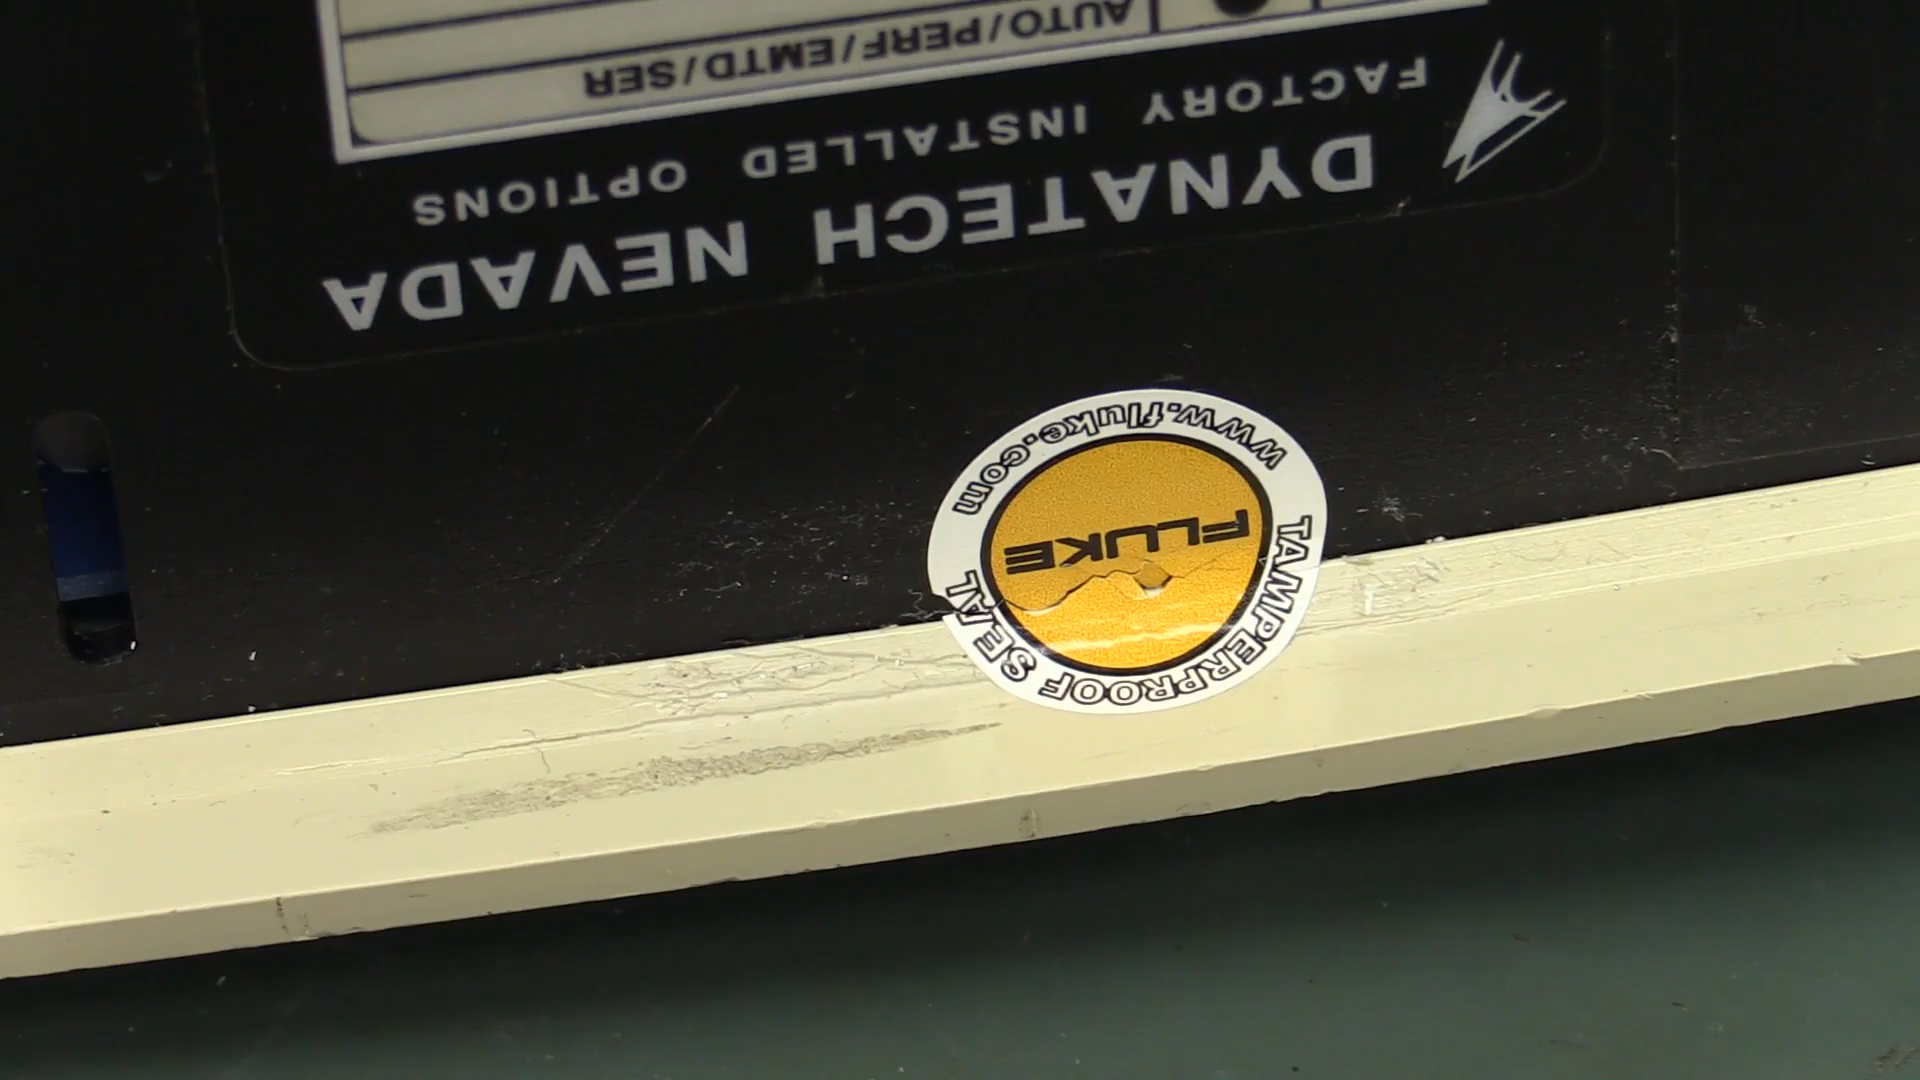 DYNATECH NEVADA
FACTORY INSTALLED OPTIONS
AUTO/PERF/EMTD/SER
TAMPERPROOF SEAL
FLUKE
www.fluke.com